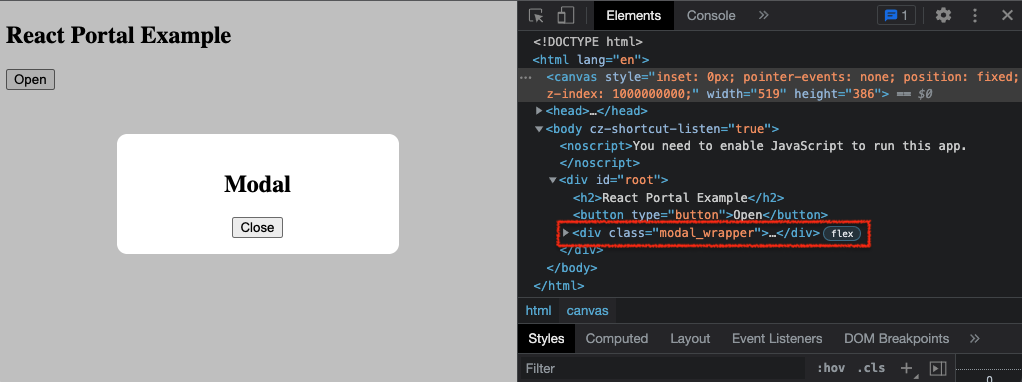 React Portal Example
Open
Modal
Close
Elements
Console
»
1
<!DOCTYPE html>
<html lang="en">
… <canvas style="inset: 0px; pointer-events: none; position: fixed;
z-index: 1000000000;" width="519" height="386"> == $0
▶<head>…</head>
▼<body cz-shortcut-listen="true">
<noscript>You need to enable JavaScript to run this app.
</noscript>
▼<div id="root">
<h2>React Portal Example</h2>
<button type="button">Open</button>
▶<div class="modal_wrapper">…</div> flex
</div>
</body>
</html>
html canvas
Styles Computed Layout Event Listeners DOM Breakpoints »
Filter :hov .cls +
0